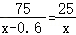 75/(x-0.6) = 25/x